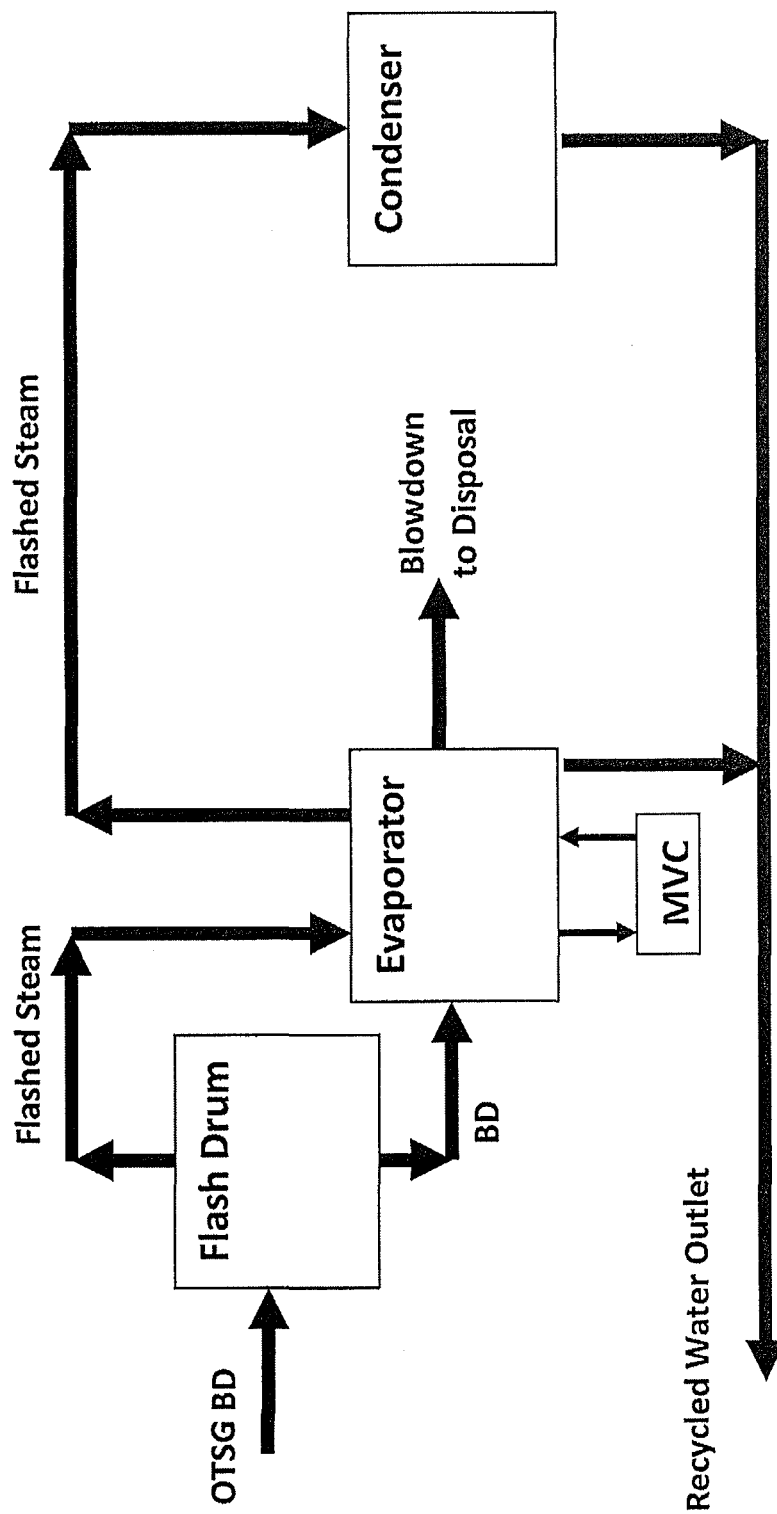 OTSG BD
Flashed Steam
Flash Drum
BD
Evaporator
MVC
Flashed Steam
Blowdown
to Disposal
Condenser
Recycled Water Outlet